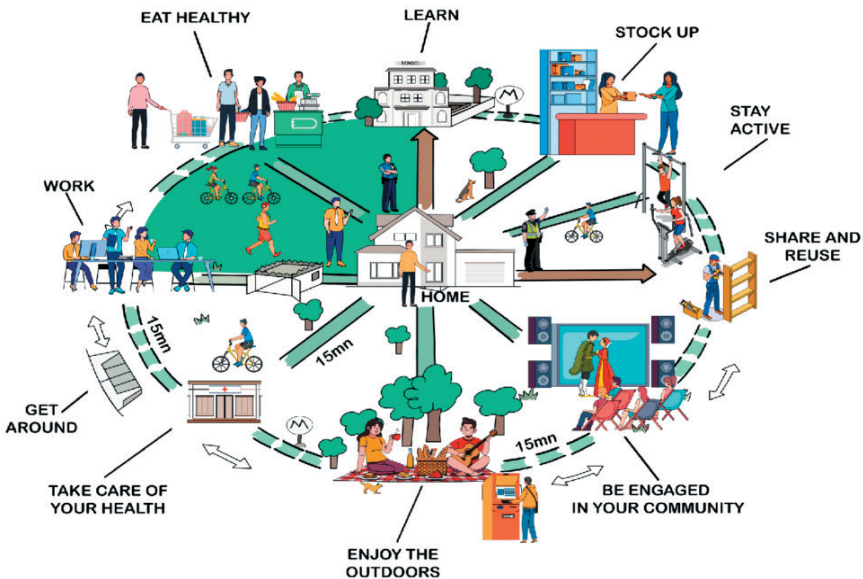 EAT HEALTHY
LEARN
STOCK UP
SCHOOL
M
STAY
ACTIVE
WORK
SHARE AND
REUSE
HOME
15mn
15mn
GET
AROUND
M
15mn
TAKE CARE OF
YOUR HEALTH
BE ENGAGED
IN YOUR COMMUNITY
ENJOY THE
OUTDOORS